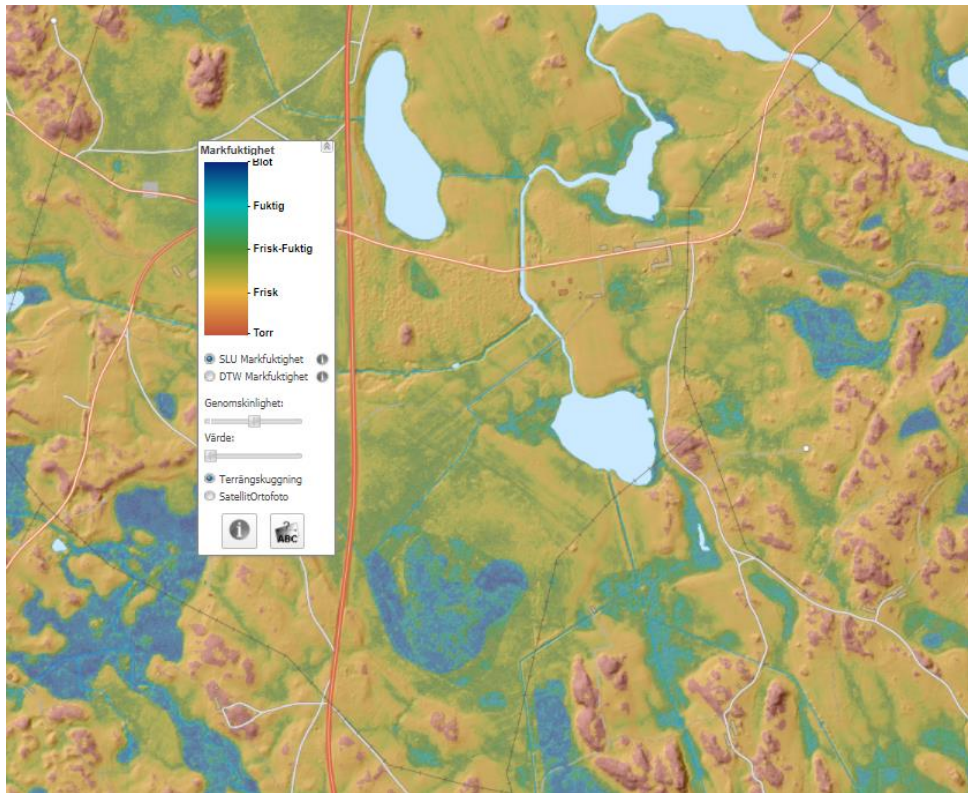 Markfuktighet
- Blöt
- Fuktig
- Frisk-Fuktig
- Frisk
- Torr
SLU Markfuktighet
DTW Markfuktighet
Genomskinlighet:
Värde:
Terrängskuggning
SatellitOrtofoto
ABC